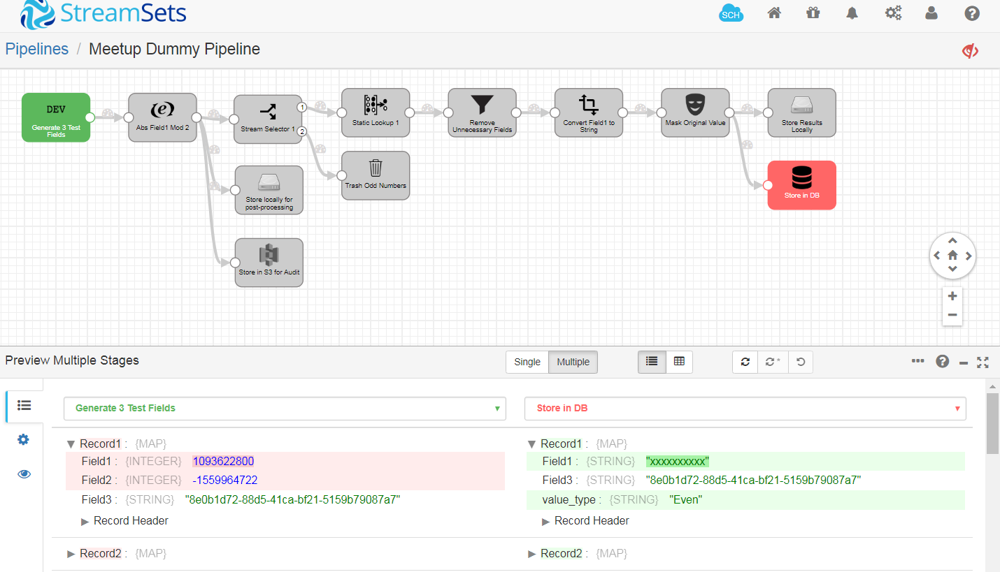 StreamSets
SCH
Pipelines / Meetup Dummy Pipeline
DEV
Generate 3 Test
Fields
Abs Field1 Mod 2
Stream Selector 1
1
2
Static Lookup 1
Remove
Unnecessary Fields
Convert Field1 to
String
Mask Original Value
Store Results
Locally
Store locally for
post-processing
Trash Odd Numbers
Store in DB
Store in S3 for Audit
Preview Multiple Stages
Single
Multiple
Generate 3 Test Fields
Store in DB
Record1 : {MAP}
Field1 : {INTEGER} 1093622800
Field2 : {INTEGER} -1559964722
Field3 : {STRING} "8e0b1d72-88d5-41ca-bf21-5159b79087a7"
Record Header
Record2 : {MAP}
Record1 : {MAP}
Field1 : {STRING} "xxxxxxxxxx"
Field3 : {STRING} "8e0b1d72-88d5-41ca-bf21-5159b79087a7"
value_type : {STRING} "Even"
Record Header
Record2 : {MAP}